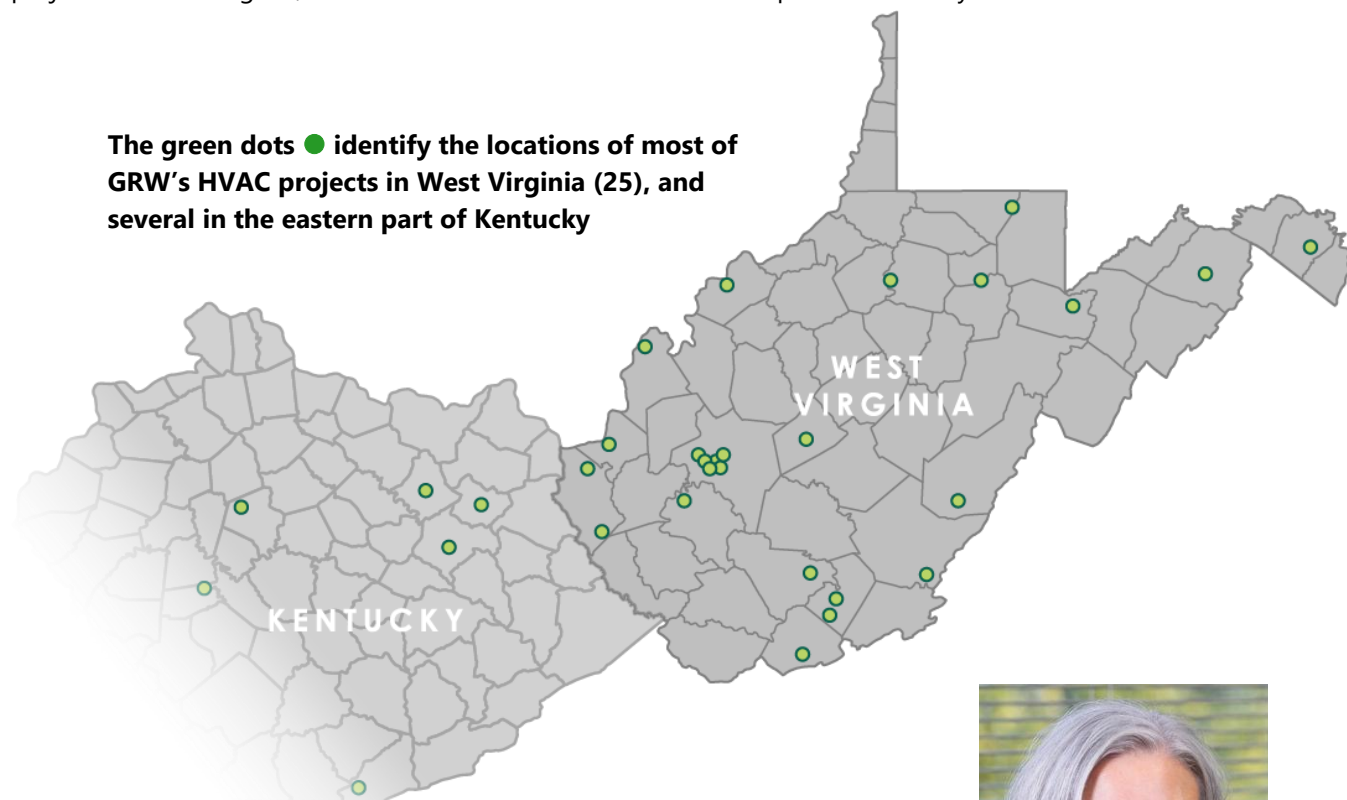 The green dots identify the locations of most of
GRW's HVAC projects in West Virginia (25), and
several in the eastern part of Kentucky
WEST
VIRGINIA
KENTUCKY